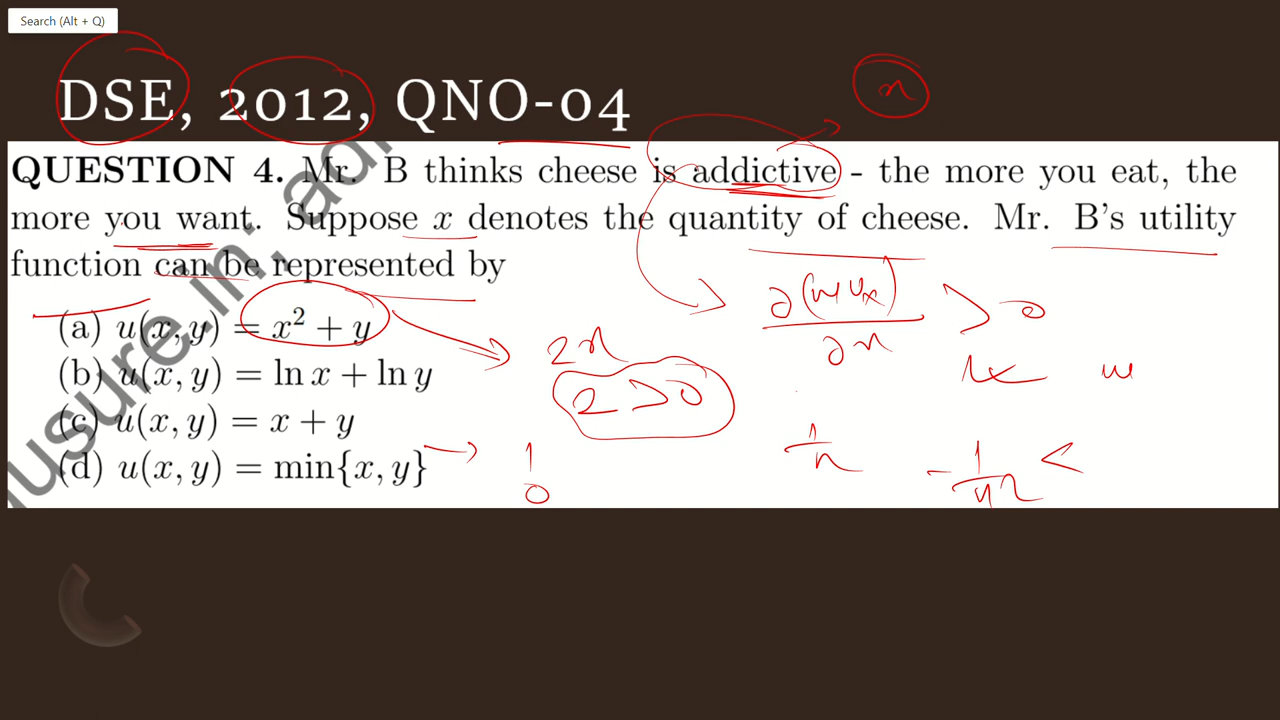 Search (Alt + Q)
DSE, 2012, QNO-04
n
QUESTION 4. Mr. B thinks cheese is addictive - the more you eat, the
more you want. Suppose x denotes the quantity of cheese. Mr. B's utility
function can be represented by
∂(MUx)/∂x > 0
(a) u(x, y) = x² + y
2x
2 > 0
(b) u(x, y) = ln x + ln y
(c) u(x, y) = x + y
(d) u(x, y) = min{x, y}
1
0
1/x
-1/x² <